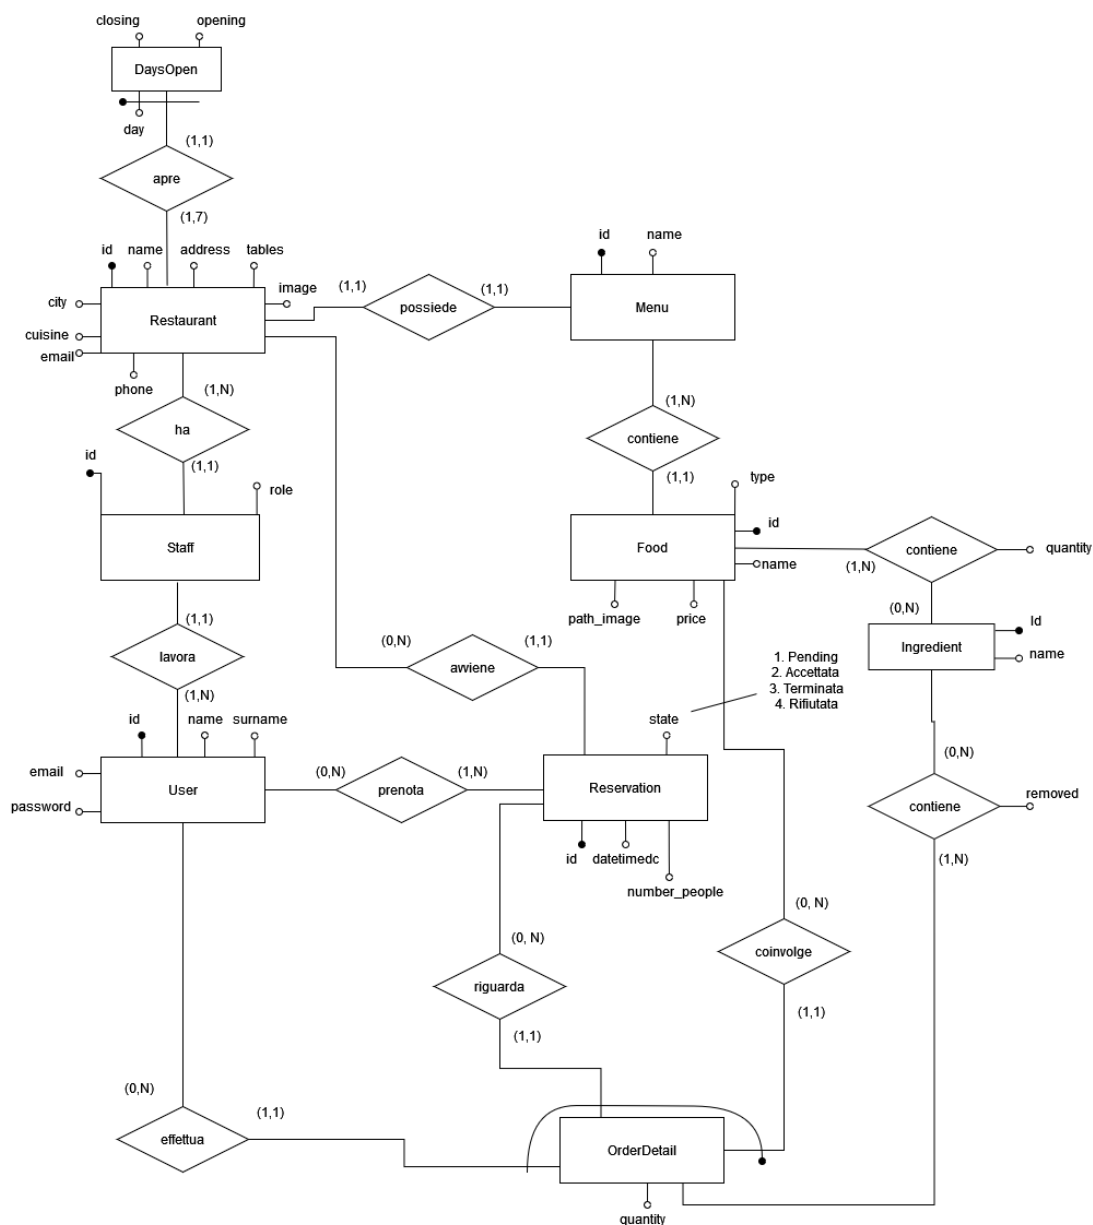 closing
opening
DaysOpen
day
(1,1)
apre
(1,7)
id
name
address
tables
city
image
Restaurant
cuisine
email
phone
(1,1)
possiede
(1,1)
id
name
Menu
(1,N)
ha
(1,1)
id
role
Staff
(1,N)
contiene
(1,1)
type
id
Food
name
path_image
price
contiene
quantity
(1,N)
(0,N)
Id
Ingredient
name
(1,1)
lavora
(1,N)
(0,N)
avviene
(1,1)
1. Pending
2. Accettata
3. Terminata
4. Rifiutata
state
id
name
surname
email
User
password
(0,N)
prenota
(1,N)
Reservation
id
datetimedc
number_people
(0,N)
contiene
removed
(1,N)
(0, N)
coinvolge
(1,1)
(0, N)
riguarda
(1,1)
(0,N)
effettua
(1,1)
OrderDetail
quantity